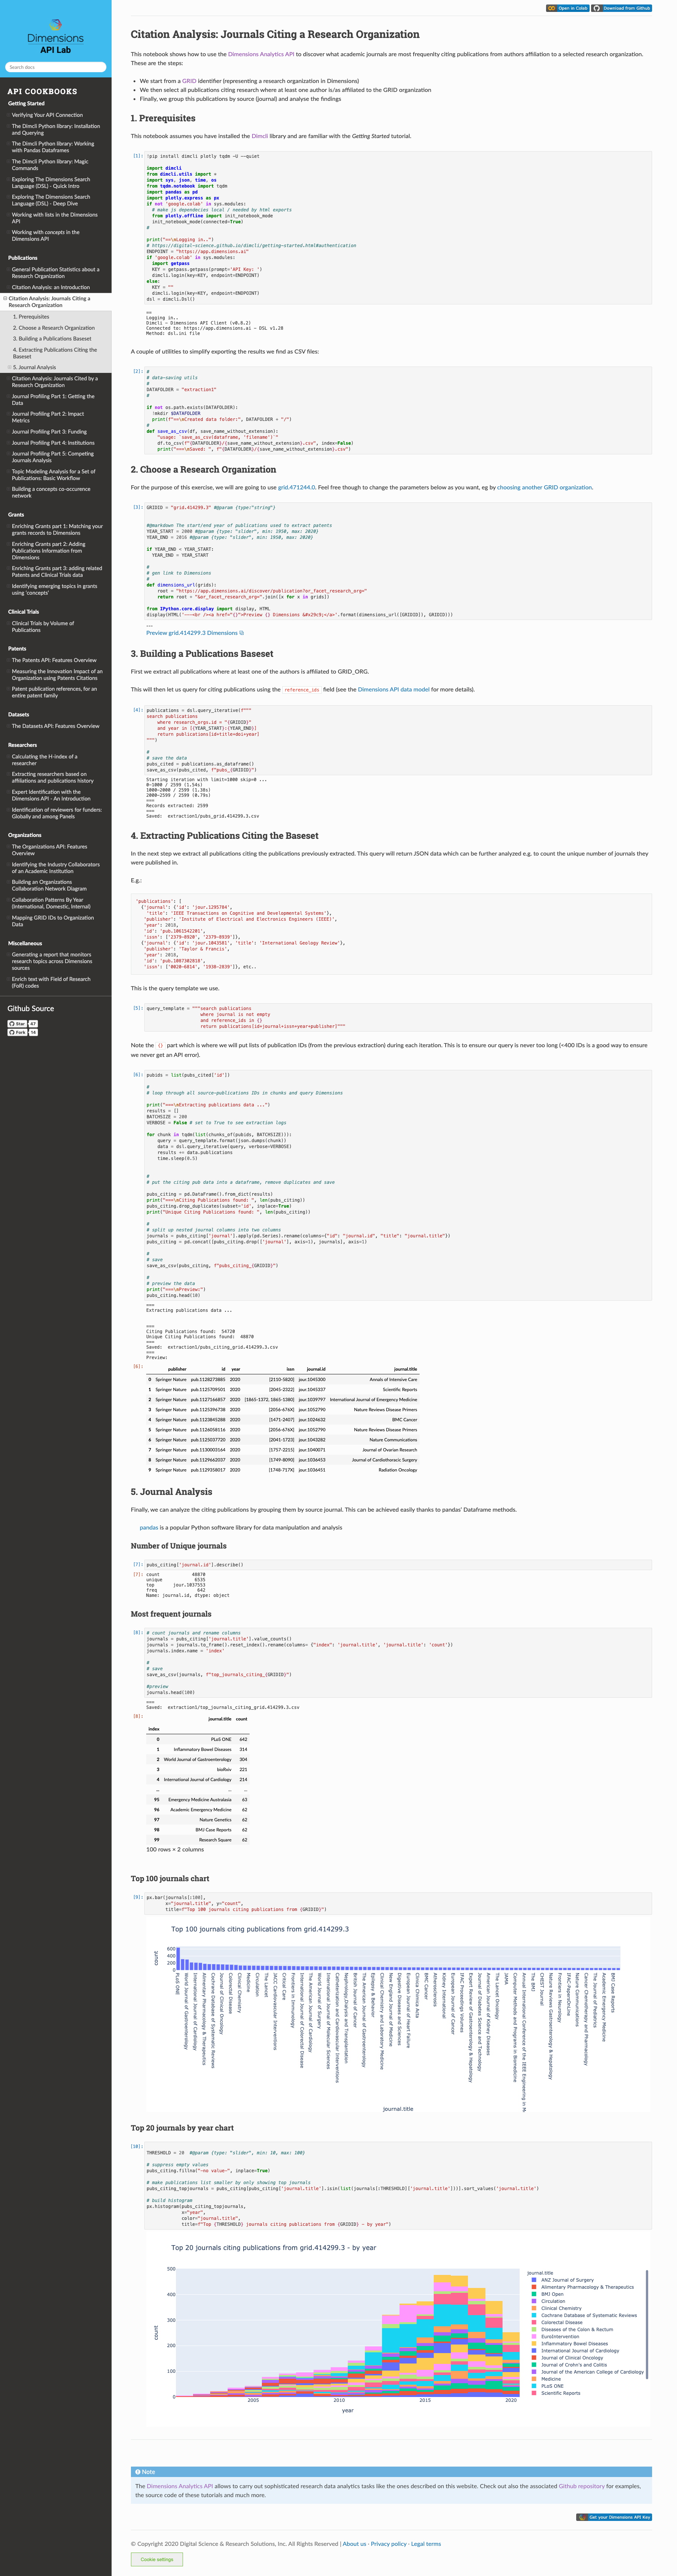 Dimensions
API Lab
Search docs
API COOKBOOKS
Getting Started
Verifying Your API Connection
The Dimcli Python library: Installation
and Querying
The Dimcli Python library: Working
with Pandas Dataframes
The Dimcli Python library: Magic
Commands
Exploring The Dimensions Search
Language (DSL) - Quick Intro
Exploring The Dimensions Search
Language (DSL) - Deep Dive
Working with lists in the Dimensions
API
Working with concepts in the
Dimensions API
Publications
General Publication Statistics about a
Research Organization
Citation Analysis: an Introduction
Citation Analysis: Journals Citing a
Research Organization
1. Prerequisites
2. Choose a Research Organization
3. Building a Publications Baseset
4. Extracting Publications Citing the
Baseset
5. Journal Analysis
Citation Analysis: Journals Cited by a
Research Organization
Journal Profiling Part 1: Getting the
Data
Journal Profiling Part 2: Impact
Metrics
Journal Profiling Part 3: Funding
Journal Profiling Part 4: Institutions
Journal Profiling Part 5: Competing
Journals Analysis
Topic Modeling Analysis for a Set of
Publications: Basic Workflow
Building a concepts co-occurence
network
Grants
Enriching Grants part 1: Matching your
grants records to Dimensions
Enriching Grants part 2: Adding
Publications Information from
Dimensions
Enriching Grants part 3: adding related
Patents and Clinical Trials data
Identifying emerging topics in grants
using 'concepts'
Clinical Trials
Clinical Trials by Volume of
Publications
Patents
The Patents API: Features Overview
Measuring the Innovation Impact of an
Organization using Patents Citations
Patent publication references, for an
entire patent family
Datasets
The Datasets API: Features Overview
Researchers
Calculating the H-index of a
researcher
Extracting researchers based on
affiliations and publications history
Expert Identification with the
Dimensions API - An Introduction
Identification of reviewers for funders:
Globally and among Panels
Organizations
The Organizations API: Features
Overview
Identifying the Industry Collaborators
of an Academic Institution
Building an Organizations
Collaboration Network Diagram
Collaboration Patterns By Year
(International, Domestic, Internal)
Mapping GRID IDs to Organization
Data
Miscellaneous
Generating a report that monitors
research topics across Dimensions
sources
Enrich text with Field of Research
(FoR) codes
Github Source
Star 47
Fork 16
Open in Colab Download from Github
Citation Analysis: Journals Citing a Research Organization
This notebook shows how to use the Dimensions Analytics API to discover what academic journals are most frequenty citing publications from authors affiliation to a selected research organization.
These are the steps:
We start from a GRID identifier (representing a research organization in Dimensions)
We then select all publications citing research where at least one author is/as affiliated to the GRID organization
Finally, we group this publications by source (journal) and analyse the findings
1. Prerequisites
This notebook assumes you have installed the Dimcli library and are familiar with the Getting Started tutorial.
[1]: !pip install dimcli plotly tqdm -U --quiet
import dimcli
from dimcli.utils import *
import sys, json, time, os
from tqdm.notebook import tqdm
import pandas as pd
import plotly.express as px
if not 'google.colab' in sys.modules:
# make js dependecies local / needed by html exports
from plotly.offline import init_notebook_mode
init_notebook_mode(connected=True)
#
print("==\nLogging in..")
# https://digital-science.github.io/dimcli/getting-started.html#authentication
ENDPOINT = "https://app.dimensions.ai"
if 'google.colab' in sys.modules:
import getpass
KEY = getpass.getpass(prompt='API Key: ')
dimcli.login(key=KEY, endpoint=ENDPOINT)
else:
KEY = ""
dimcli.login(key=KEY, endpoint=ENDPOINT)
dsl = dimcli.Dsl()
==
Logging in..
Dimcli - Dimensions API Client (v0.8.2)
Connected to: https://app.dimensions.ai - DSL v1.28
Method: dsl.ini file
A couple of utilities to simplify exporting the results we find as CSV files:
[2]: #
# data-saving utils
#
DATAFOLDER = "extraction1"
#
if not os.path.exists(DATAFOLDER):
!mkdir $DATAFOLDER
print(f"==\nCreated data folder:", DATAFOLDER + "/")
#
def save_as_csv(df, save_name_without_extension):
"usage: `save_as_csv(dataframe, 'filename')`"
df.to_csv(f"{DATAFOLDER}/{save_name_without_extension}.csv", index=False)
print("===\nSaved: ", f"{DATAFOLDER}/{save_name_without_extension}.csv")
2. Choose a Research Organization
For the purpose of this exercise, we will are going to use grid.471244.0. Feel free though to change the parameters below as you want, eg by choosing another GRID organization.
[3]: GRIDID = "grid.414299.3" #@param {type:"string"}
#@markdown The start/end year of publications used to extract patents
YEAR_START = 2000 #@param {type: "slider", min: 1950, max: 2020}
YEAR_END = 2016 #@param {type: "slider", min: 1950, max: 2020}
if YEAR_END < YEAR_START:
YEAR_END = YEAR_START
#
# gen link to Dimensions
#
def dimensions_url(grids):
root = "https://app.dimensions.ai/discover/publication?or_facet_research_org="
return root + "&or_facet_research_org=".join([x for x in grids])
from IPython.core.display import display, HTML
display(HTML('---<br /><a href="{}">Preview {} Dimensions &#x29c9;</a>'.format(dimensions_url([GRIDID]), GRIDID)))
---
Preview grid.414299.3 Dimensions ⧉
3. Building a Publications Baseset
First we extract all publications where at least one of the authors is affiliated to GRID_ORG.
This will then let us query for citing publications using the reference_ids field (see the Dimensions API data model for more details).
[4]: publications = dsl.query_iterative(f"""
search publications
where research_orgs.id = "{GRIDID}"
and year in [{YEAR_START}:{YEAR_END}]
return publications[id+title+doi+year]
""")
#
# save the data
pubs_cited = publications.as_dataframe()
save_as_csv(pubs_cited, f"pubs_{GRIDID}")
Starting iteration with limit=1000 skip=0 ...
0-1000 / 2599 (1.54s)
1000-2000 / 2599 (1.38s)
2000-2599 / 2599 (0.79s)
===
Records extracted: 2599
===
Saved: extraction1/pubs_grid.414299.3.csv
4. Extracting Publications Citing the Baseset
In the next step we extract all publications citing the publications previously extracted. This query will return JSON data which can be further analyzed e.g. to count the unique number of journals they
were published in.
E.g.:
'publications': [
{'journal': {'id': 'jour.1295784',
'title': 'IEEE Transactions on Cognitive and Developmental Systems'},
'publisher': 'Institute of Electrical and Electronics Engineers (IEEE)',
'year': 2018,
'id': 'pub.1061542201',
'issn': ['2379-8920', '2379-8939']},
{'journal': {'id': 'jour.1043581', 'title': 'International Geology Review'},
'publisher': 'Taylor & Francis',
'year': 2018,
'id': 'pub.1087302818',
'issn': ['0020-6814', '1938-2839']}, etc..
This is the query template we use.
[5]: query_template = """search publications
where journal is not empty
and reference_ids in {}
return publications[id+journal+issn+year+publisher]"""
Note the {} part which is where we will put lists of publication IDs (from the previous extraction) during each iteration. This is to ensure our query is never too long (<400 IDs is a good way to ensure
we never get an API error).
[6]: pubids = list(pubs_cited['id'])
#
# loop through all source-publications IDs in chunks and query Dimensions
print("===\nExtracting publications data ...")
results = []
BATCHSIZE = 200
VERBOSE = False # set to True to see extraction logs
for chunk in tqdm(list(chunks_of(pubids, BATCHSIZE))):
query = query_template.format(json.dumps(chunk))
data = dsl.query_iterative(query, verbose=VERBOSE)
results += data.publications
time.sleep(0.5)
#
# put the citing pub data into a dataframe, remove duplicates and save
pubs_citing = pd.DataFrame().from_dict(results)
print("===\nCiting Publications found: ", len(pubs_citing))
pubs_citing.drop_duplicates(subset='id', inplace=True)
print("Unique Citing Publications found: ", len(pubs_citing))
#
# split up nested journal columns into two columns
journals = pubs_citing['journal'].apply(pd.Series).rename(columns={"id": "journal.id", "title": "journal.title"})
pubs_citing = pd.concat([pubs_citing.drop(['journal'], axis=1), journals], axis=1)
#
# save
save_as_csv(pubs_citing, f"pubs_citing_{GRIDID}")
#
# preview the data
print("===\nPreview:")
pubs_citing.head(10)
===
Extracting publications data ...
===
Citing Publications found: 54720
Unique Citing Publications found: 48870
===
Saved: extraction1/pubs_citing_grid.414299.3.csv
===
Preview:
[6]: publisher id year issn journal.id journal.title
0 Springer Nature pub.1128273885 2020 [2110-5820] jour.1045300 Annals of Intensive Care
1 Springer Nature pub.1125709501 2020 [2045-2322] jour.1045337 Scientific Reports
2 Springer Nature pub.1127166857 2020 [1865-1372, 1865-1380] jour.1039797 International Journal of Emergency Medicine
3 Springer Nature pub.1125396738 2020 [2056-676X] jour.1052790 Nature Reviews Disease Primers
4 Springer Nature pub.1123845288 2020 [1471-2407] jour.1024632 BMC Cancer
5 Springer Nature pub.1126058116 2020 [2056-676X] jour.1052790 Nature Reviews Disease Primers
6 Springer Nature pub.1125037720 2020 [2041-1723] jour.1043282 Nature Communications
7 Springer Nature pub.1130003164 2020 [1757-2215] jour.1040071 Journal of Ovarian Research
8 Springer Nature pub.1129662037 2020 [1749-8090] jour.1036453 Journal of Cardiothoracic Surgery
9 Springer Nature pub.1129358017 2020 [1748-717X] jour.1036451 Radiation Oncology
5. Journal Analysis
Finally, we can analyze the citing publications by grouping them by source journal. This can be achieved easily thanks to pandas' Dataframe methods.
pandas is a popular Python software library for data manipulation and analysis
Number of Unique journals
[7]: pubs_citing['journal.id'].describe()
[7]: count 48870
unique 6535
top jour.1037553
freq 642
Name: journal.id, dtype: object
Most frequent journals
[8]: # count journals and rename columns
journals = pubs_citing['journal.title'].value_counts()
journals = journals.to_frame().reset_index().rename(columns= {"index": 'journal.title', 'journal.title': 'count'})
journals.index.name = 'index'
#
# save
save_as_csv(journals, f"top_journals_citing_{GRIDID}")
#preview
journals.head(100)
===
Saved: extraction1/top_journals_citing_grid.414299.3.csv
[8]: journal.title count
index
0 PLoS ONE 642
1 Inflammatory Bowel Diseases 314
2 World Journal of Gastroenterology 304
3 bioRxiv 221
4 International Journal of Cardiology 214
... ... ...
95 Emergency Medicine Australasia 63
96 Academic Emergency Medicine 62
97 Nature Genetics 62
98 BMJ Case Reports 62
99 Research Square 62
100 rows × 2 columns
Top 100 journals chart
[9]: px.bar(journals[:100],
x="journal.title", y="count",
title=f"Top 100 journals citing publications from {GRIDID}")
Top 100 journals citing publications from grid.414299.3
count
600
400
200
0
PLoS ONE
World Journal of Gastroenterology
International Journal of Cardiology
Alimentary Pharmacology & Therapeutics
Cochrane Database of Systematic Reviews
Journal of Clinical Oncology
Colorectal Disease
Clinical Chemistry
Medicine
Circulation
The Lancet
JACC Cardiovascular Interventions
Critical Care
Frontiers in Immunology
International Journal of Colorectal Disease
The American Journal of Cardiology
World Journal of Surgery
International Journal of Molecular Sciences
Catheterization and Cardiovascular Interventions
Nephrology Dialysis and Transplantation
British Journal of Cancer
The American Journal of Gastroenterology
Epilepsy & Behavior
Clinical Chemistry and Laboratory Medicine
New England Journal of Medicine
Digestive Diseases and Sciences
European Journal of Heart Failure
Clinica Chimica Acta
BMC Cancer
Atherosclerosis
Kidney International
European Journal of Cancer
IFAC Proceedings Volumes
Expert Review of Gastroenterology & Hepatology
Journal of Diabetes Science and Technology
American Journal of Kidney Diseases
The Lancet Oncology
JAMA
Computer Methods and Programs in Biomedicine
Annual International Conference of the IEEE Engineering in M
The BMJ
CHEST Journal
Nature Reviews Gastroenterology & Hepatology
Frontiers in Neurology
IFAC-PapersOnLine
Nature Communications
Cancer Chemotherapy and Pharmacology
The Journal of Pediatrics
Academic Emergency Medicine
BMJ Case Reports
journal.title
Top 20 journals by year chart
[10]: THRESHOLD = 20 #@param {type: "slider", min: 10, max: 100}
# suppress empty values
pubs_citing.fillna("-no value-", inplace=True)
# make publications list smaller by only showing top journals
pubs_citing_topjournals = pubs_citing[pubs_citing['journal.title'].isin(list(journals[:THRESHOLD]['journal.title']))].sort_values('journal.title')
# build histogram
px.histogram(pubs_citing_topjournals,
x="year",
color="journal.title",
title=f"Top {THRESHOLD} journals citing publications from {GRIDID} - by year")
Top 20 journals citing publications from grid.414299.3 - by year
count
500
400
300
200
100
0
2005 2010 2015 2020
year
journal.title
ANZ Journal of Surgery
Alimentary Pharmacology & Therapeutics
BMJ Open
Circulation
Clinical Chemistry
Cochrane Database of Systematic Reviews
Colorectal Disease
Diseases of the Colon & Rectum
EuroIntervention
Inflammatory Bowel Diseases
International Journal of Cardiology
Journal of Clinical Oncology
Journal of Crohn's and Colitis
Journal of the American College of Cardiology
Medicine
PLoS ONE
Scientific Reports
Note
The Dimensions Analytics API allows to carry out sophisticated research data analytics tasks like the ones described on this website. Check out also the associated Github repository for examples,
the source code of these tutorials and much more.
Get your Dimensions API Key
© Copyright 2020 Digital Science & Research Solutions, Inc. All Rights Reserved | About us · Privacy policy · Legal terms
Cookie settings